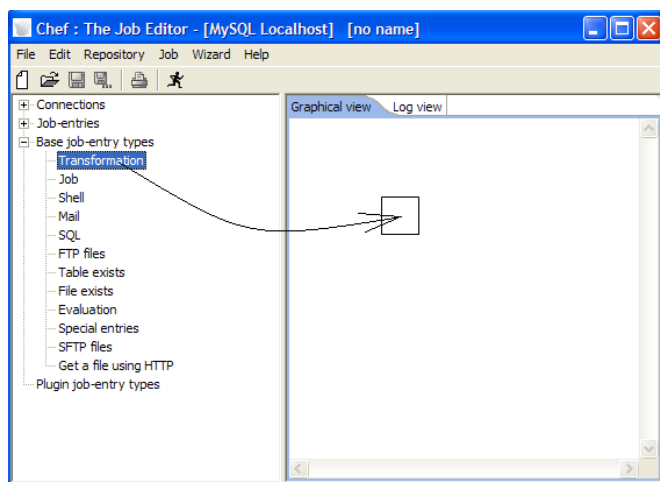 Chef : The Job Editor - [MySQL Localhost] [no name]
File Edit Repository Job Wizard Help
Connections
Job-entries
Base job-entry types
Transformation
Job
Shell
Mail
SQL
FTP files
Table exists
File exists
Evaluation
Special entries
SFTP files
Get a file using HTTP
Plugin job-entry types
Graphical view Log view